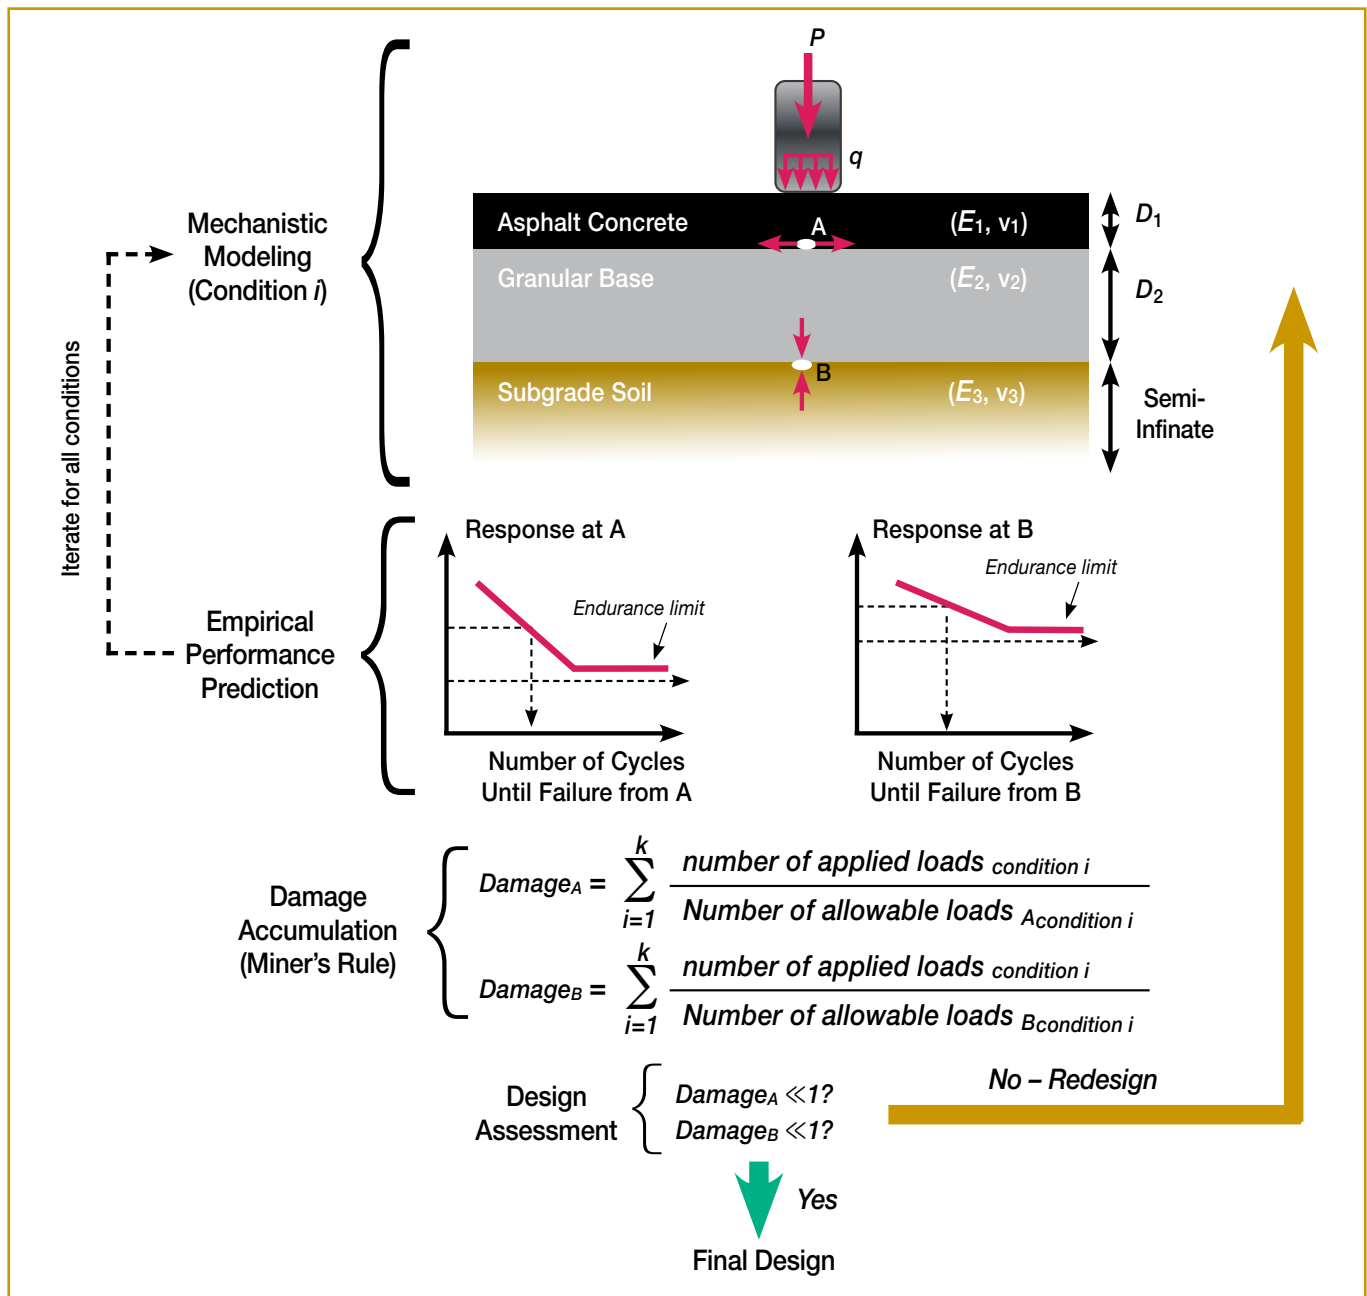 P
q
Asphalt Concrete
A
(E1, v1)
D1
Mechanistic
Modeling
(Condition i)
Granular Base
(E2, v2)
D2
B
Subgrade Soil
(E3, v3)
Semi-
Infinate
Iterate for all conditions
Empirical
Performance
Prediction
Response at A
Endurance limit
Number of Cycles
Until Failure from A
Response at B
Endurance limit
Number of Cycles
Until Failure from B
Damage
Accumulation
(Miner's Rule)
DamageA = k∑i=1 number of applied loads condition i
Number of allowable loads Acondition i
DamageB = k∑i=1 number of applied loads condition i
Number of allowable loads Bcondition i
Design
Assessment
DamageA ≪1?
DamageB ≪1?
No – Redesign
Yes
Final Design